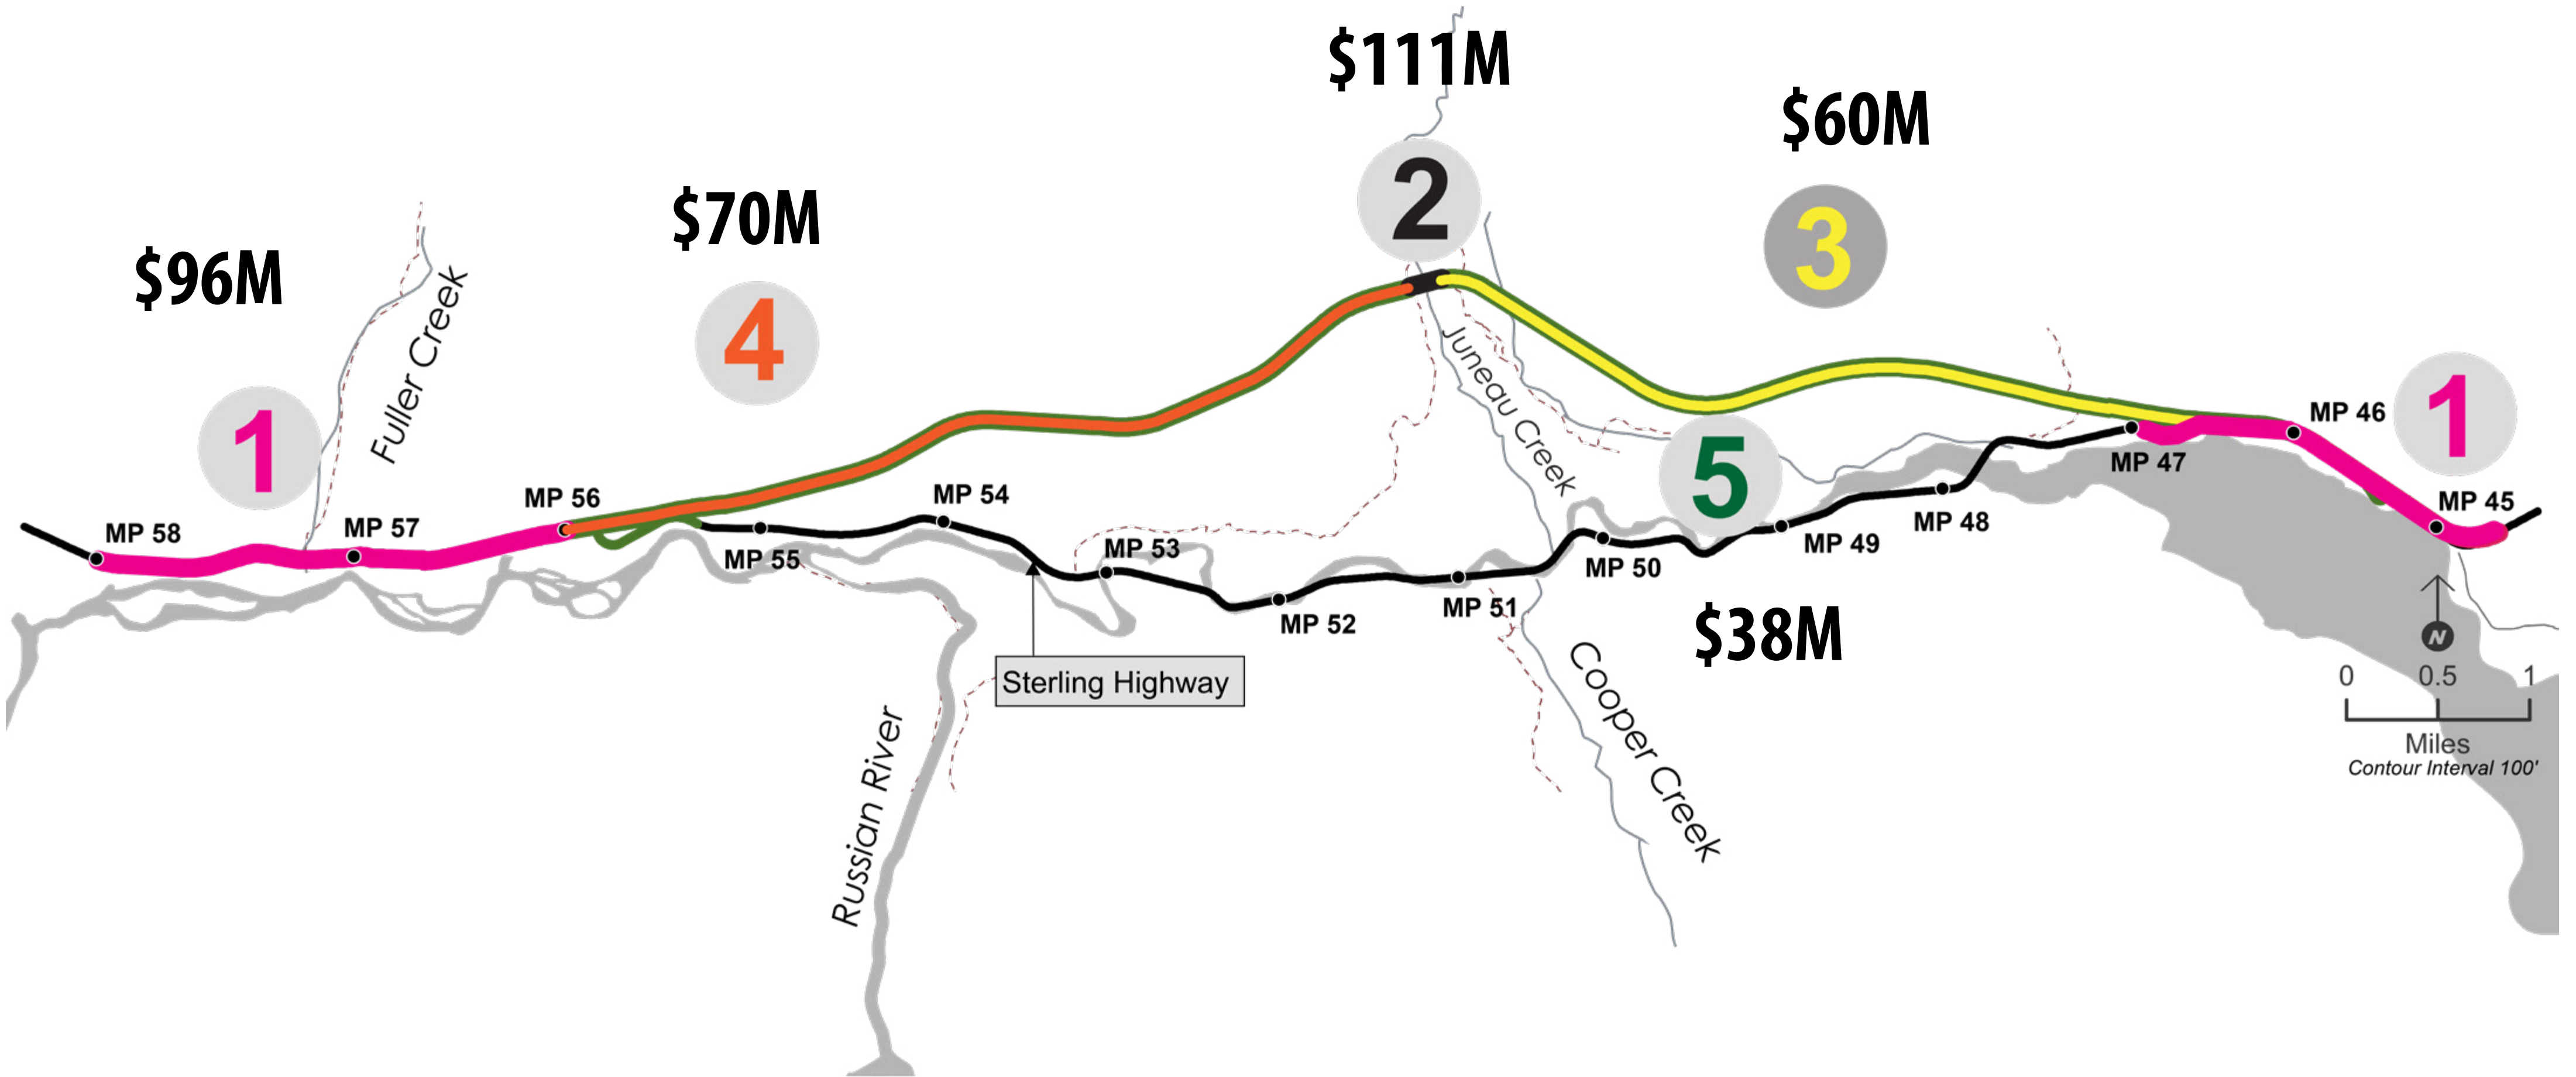 $111M
$60M
2
$70M
3
$96M
4
Fuller Creek
1
1
MP 46
Juneau Creek
5
MP 47
MP 45
MP 56
MP 54
MP 58
MP 57
MP 55
MP 53
MP 48
MP 49
MP 50
MP 51
MP 52
$38M
N
Sterling Highway
0 0.5 1
Miles
Contour Interval 100'
Russian River
Cooper Creek